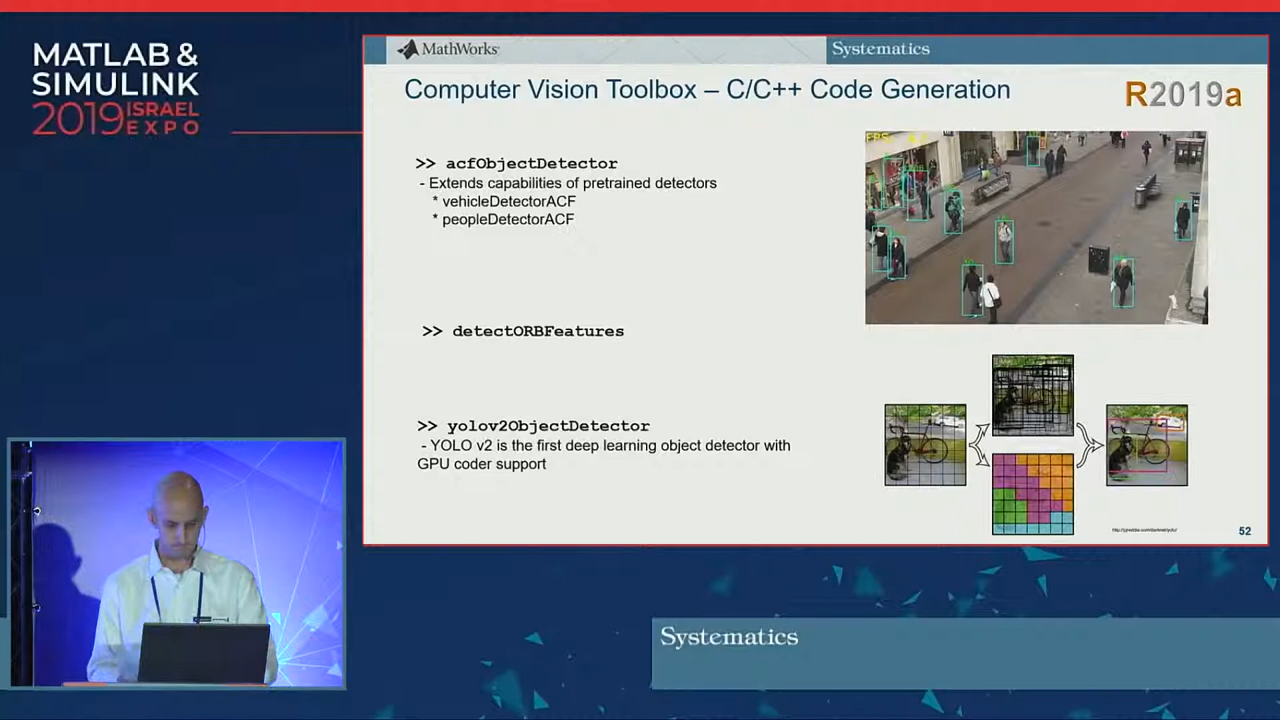 MATLAB &
SIMULINK
2019 ISRAEL EXPO
MathWorks
Systematics
Computer Vision Toolbox – C/C++ Code Generation
R2019a
>> acfObjectDetector
- Extends capabilities of pretrained detectors
* vehicleDetectorACF
* peopleDetectorACF
>> detectORBFeatures
>> yolov2ObjectDetector
- YOLO v2 is the first deep learning object detector with
GPU coder support
52
Systematics